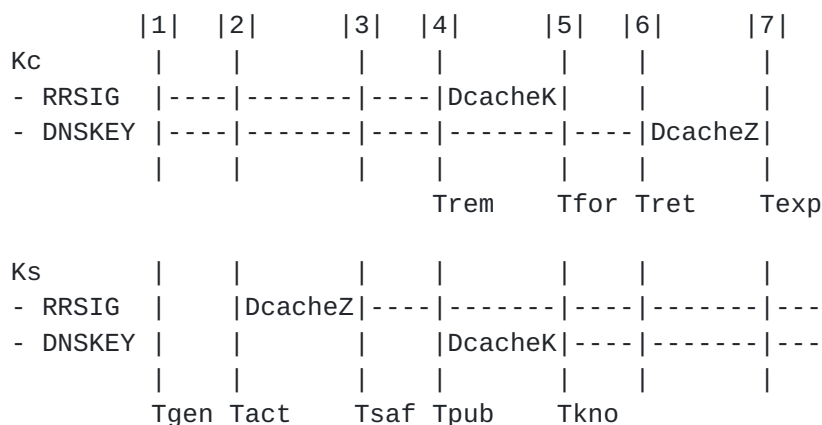 |1|  |2|      |3|  |4|      |5|  |6|     |7|
Kc       |    |        |    |        |    |       |
- RRSIG  |----|-------|----|DcacheK|    |       |
- DNSKEY |----|-------|----|-------|----|DcacheZ|
         |    |       |    |       |    |       |
                           Trem    Tfor Tret    Texp
Ks       |    |       |    |       |    |       |
- RRSIG  |    |DcacheZ|----|-------|----|-------|---
- DNSKEY |    |       |    |DcacheK|----|-------|---
         |    |       |    |       |    |       |
         Tgen Tact    Tsaf Tpub    Tkno